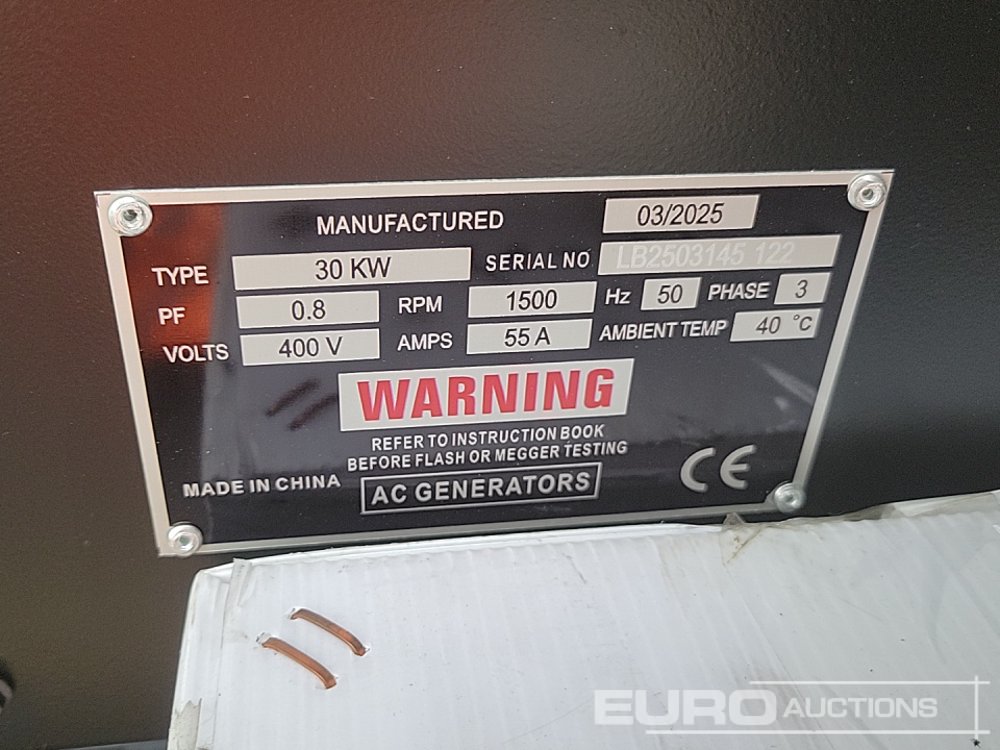 MANUFACTURED 03/2025
TYPE 30 KW SERIAL NO LB2503145 122
PF 0.8 RPM 1500 Hz 50 PHASE 3
VOLTS 400 V AMPS 55 A AMBIENT TEMP 40 °C
WARNING
REFER TO INSTRUCTION BOOK
BEFORE FLASH OR MEGGER TESTING
MADE IN CHINA AC GENERATORS CE
EURO AUCTIONS